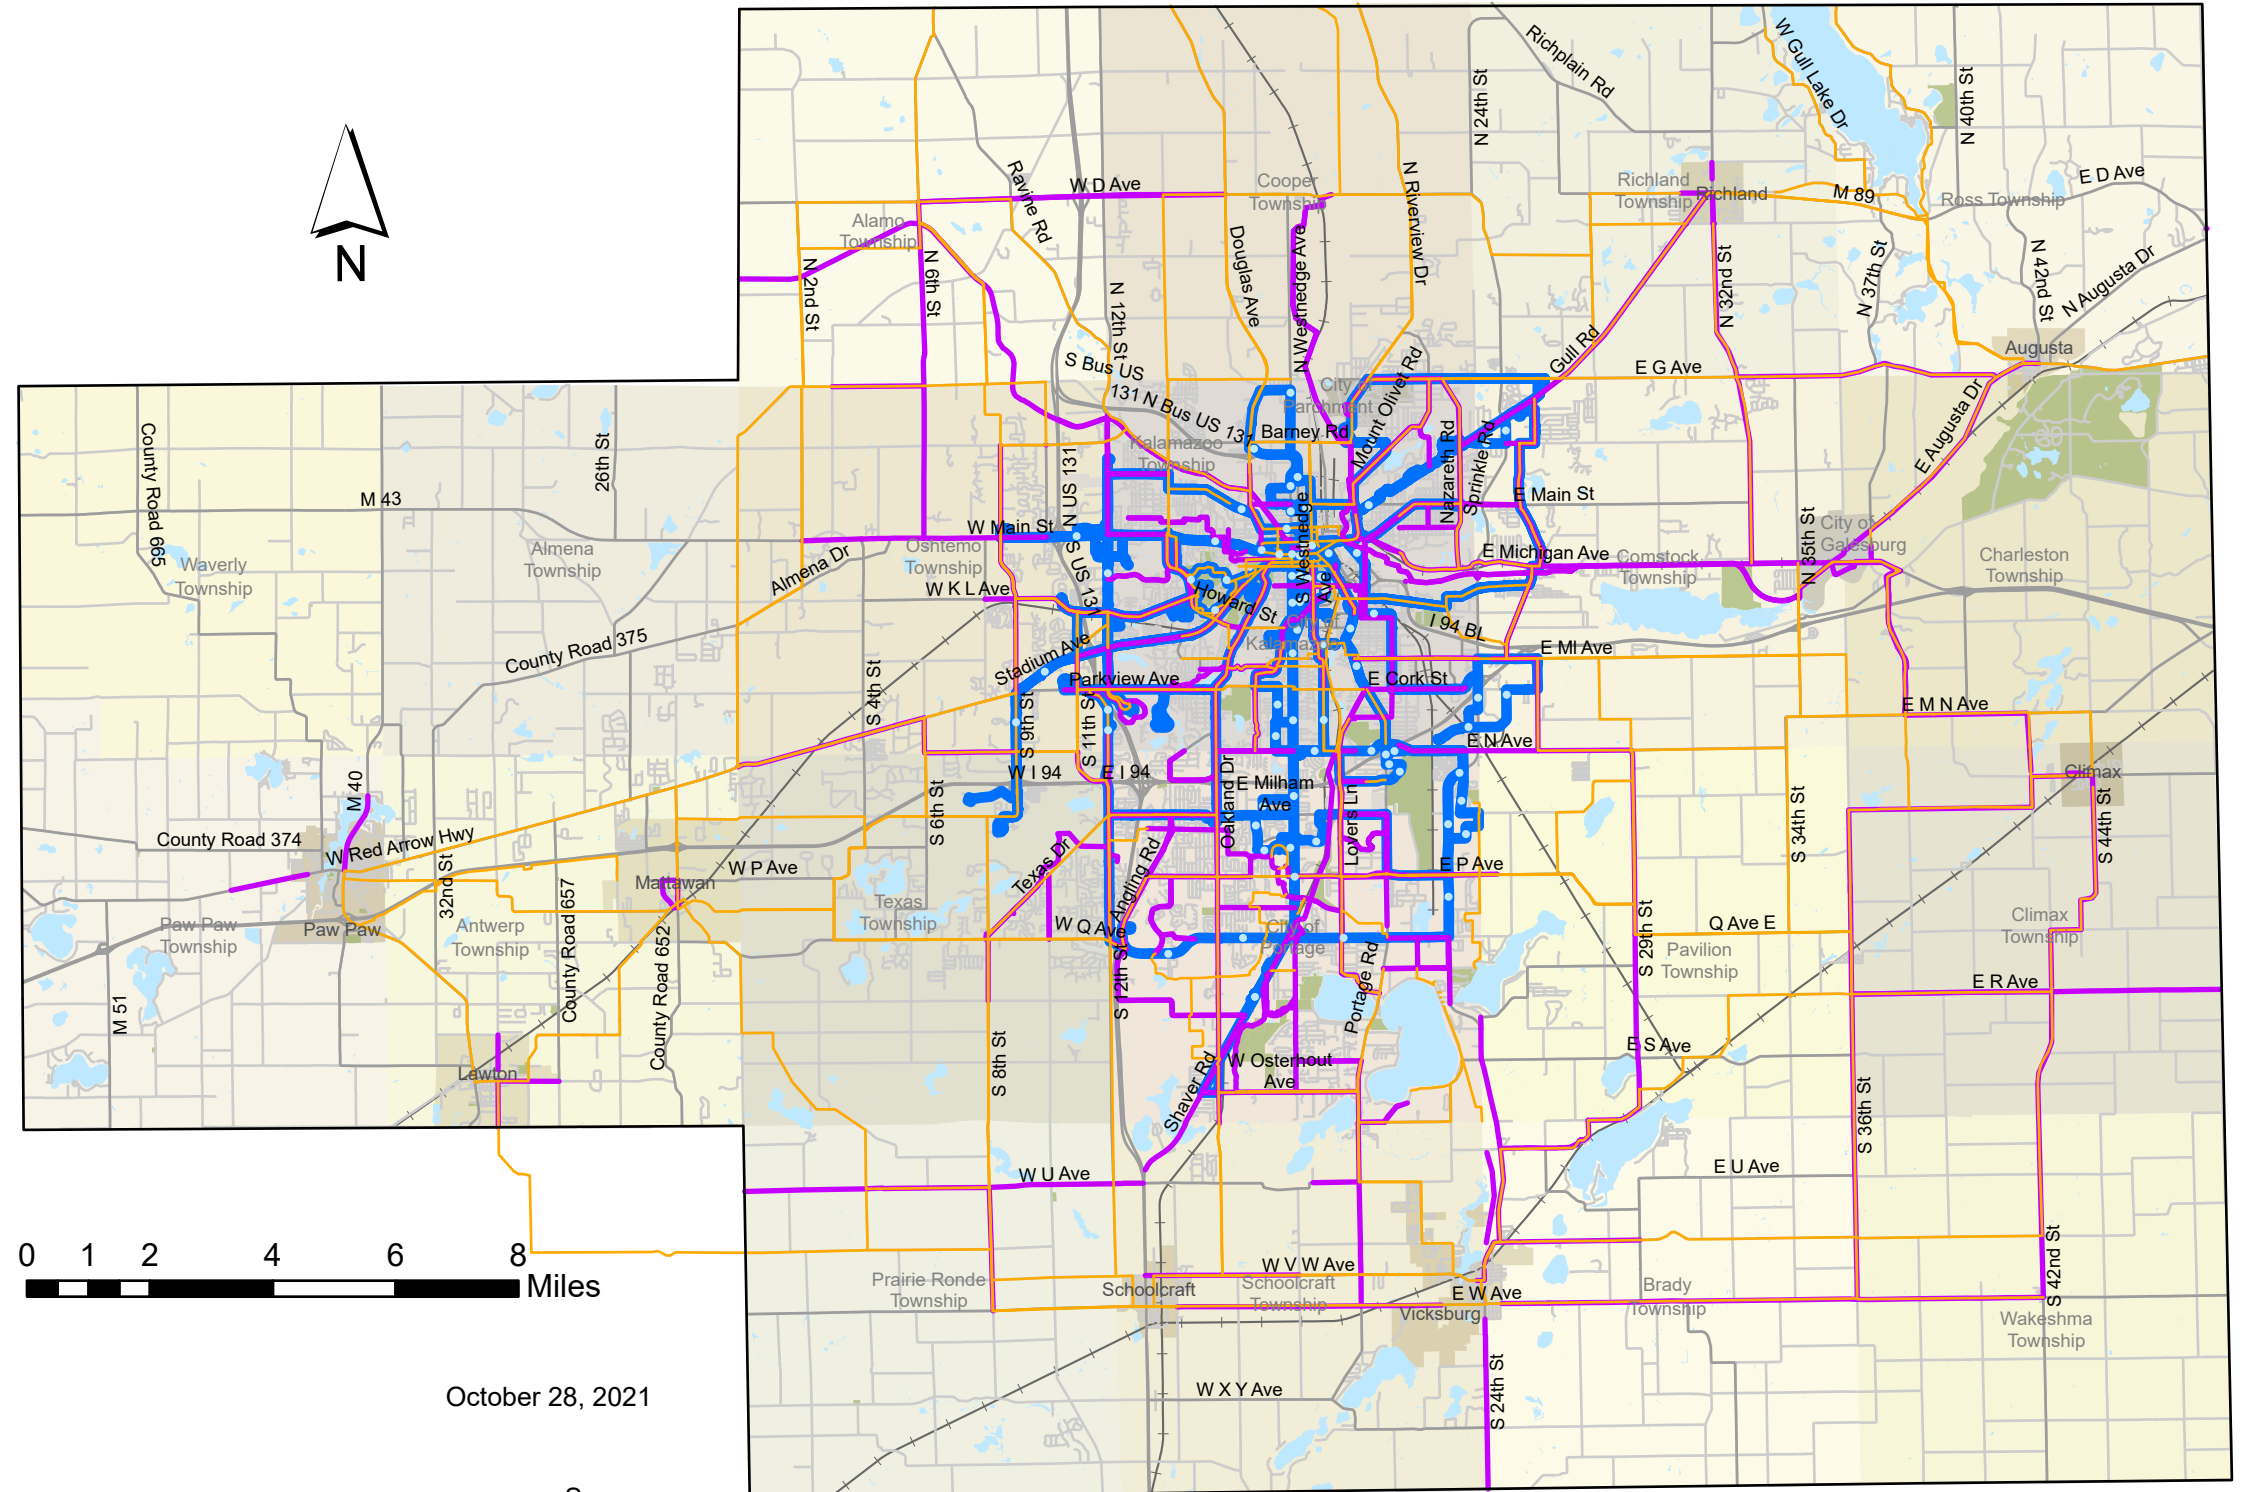 W Gull Lake Dr
Richplain Rd
N 24th St
N 40th St
Ravine Rd
W D Ave
Cooper
Township
N Riverview Dr
Richland
Township
Richland
M 89
Ross Township
E D Ave
Alamo
Township
N 2nd St
N 6th St
N 12th St
Douglas Ave
N Westnedge Ave
N 32nd St
N 37th St
N 42nd St
N Augusta Dr
N
S Bus US
131 N Bus US 131
City of
Parchment
Mount Olivet Rd
Gull Rd
E G Ave
Augusta
E Augusta Dr
County Road 665
26th St
M 43
Barney Rd
Kalamazoo
Township
Nazareth Rd
Sprinkle Rd
E Main St
N US 131
W Main St
S US 131
S Westnedge
Ave
Waverly
Township
Almena
Township
Almena Dr
Oshtemo
Township
W K L Ave
Howard St
E Michigan Ave
Comstock
Township
N 35th St
City of
Galesburg
Charleston
Township
County Road 375
City of
Kalamazoo
I 94 BL
E MI Ave
Stadium Ave
Parkview Ave
E Cork St
S 4th St
S 9th St
S 11th St
E M N Ave
E N Ave
M 40
W I 94
E I 94
E Milham
Ave
Climax
S 6th St
Oakland Dr
Lovers Ln
S 34th St
S 44th St
County Road 374
W Red Arrow Hwy
32nd St
Mattawan
W P Ave
Texas Dr
Angling Rd
E P Ave
Paw Paw
Township
Paw Paw
Antwerp
Township
County Road 657
County Road 652
Texas
Township
W Q Ave
City of
Portage
S 29th St
Q Ave E
Pavilion
Township
Climax
Township
M 51
S 12th St
Portage Rd
E R Ave
Lawton
S 8th St
Shaver Rd
W Osterhout
Ave
E S Ave
S 36th St
W U Ave
E U Ave
0 1 2 4 6 8
Miles
Prairie Ronde
Township
Schoolcraft
W V W Ave
Schoolcraft
Township
E W Ave
Vicksburg
Brady
Township
S 42nd St
Wakeshma
Township
October 28, 2021
W X Y Ave
S 24th St